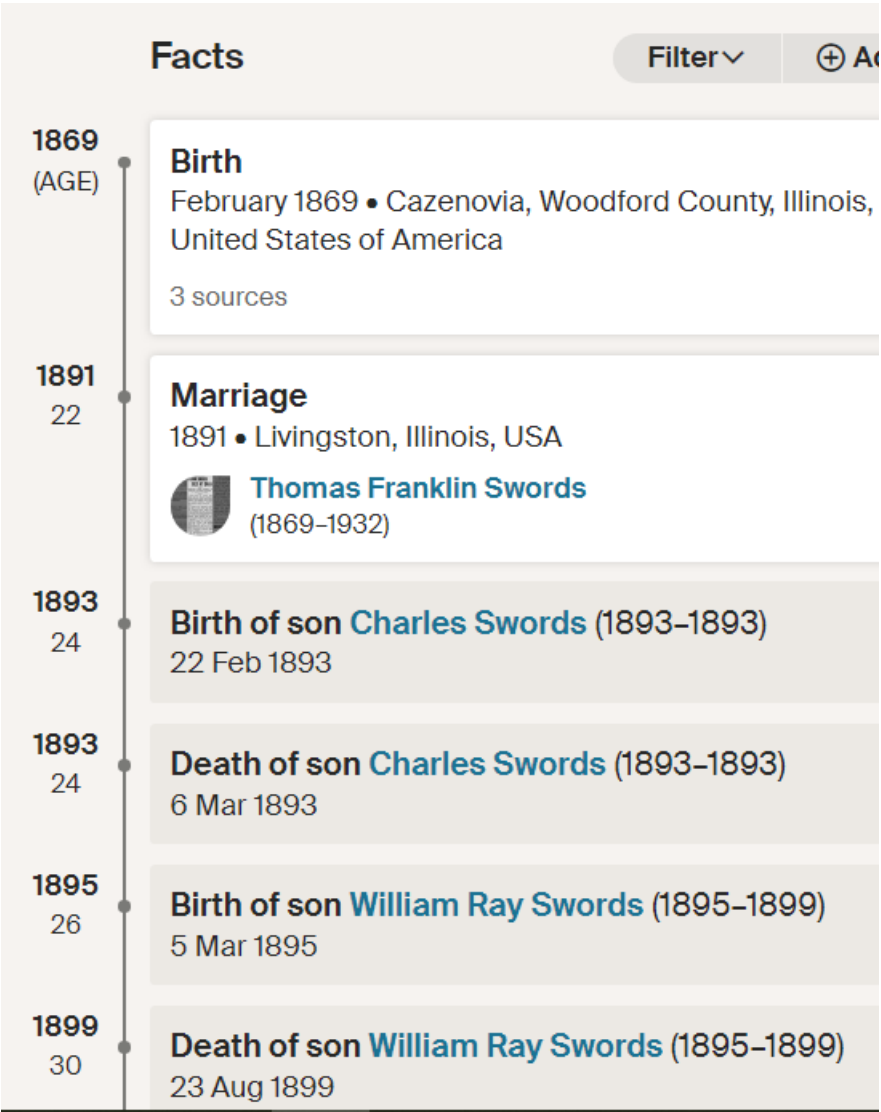 Facts
Filter
1869
(AGE)
Birth
February 1869 • Cazenovia, Woodford County, Illinois,
United States of America
3 sources
1891
22
Marriage
1891 • Livingston, Illinois, USA
Thomas Franklin Swords
(1869–1932)
1893
24
Birth of son Charles Swords (1893–1893)
22 Feb 1893
1893
24
Death of son Charles Swords (1893–1893)
6 Mar 1893
1895
26
Birth of son William Ray Swords (1895–1899)
5 Mar 1895
1899
30
Death of son William Ray Swords (1895–1899)
23 Aug 1899